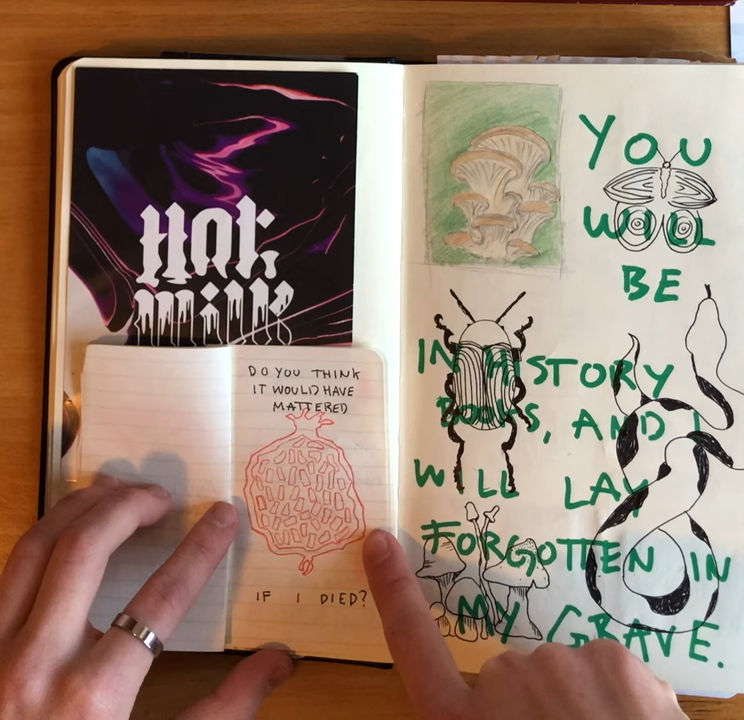 Hot
milk
DO YOU THINK
IT WOULD HAVE
MATTERED
IF I DIED?
YOU
WILL
BE
IN HISTORY
BOOKS, AND I
WILL LAY
FORGOTTEN IN
MY GRAVE.